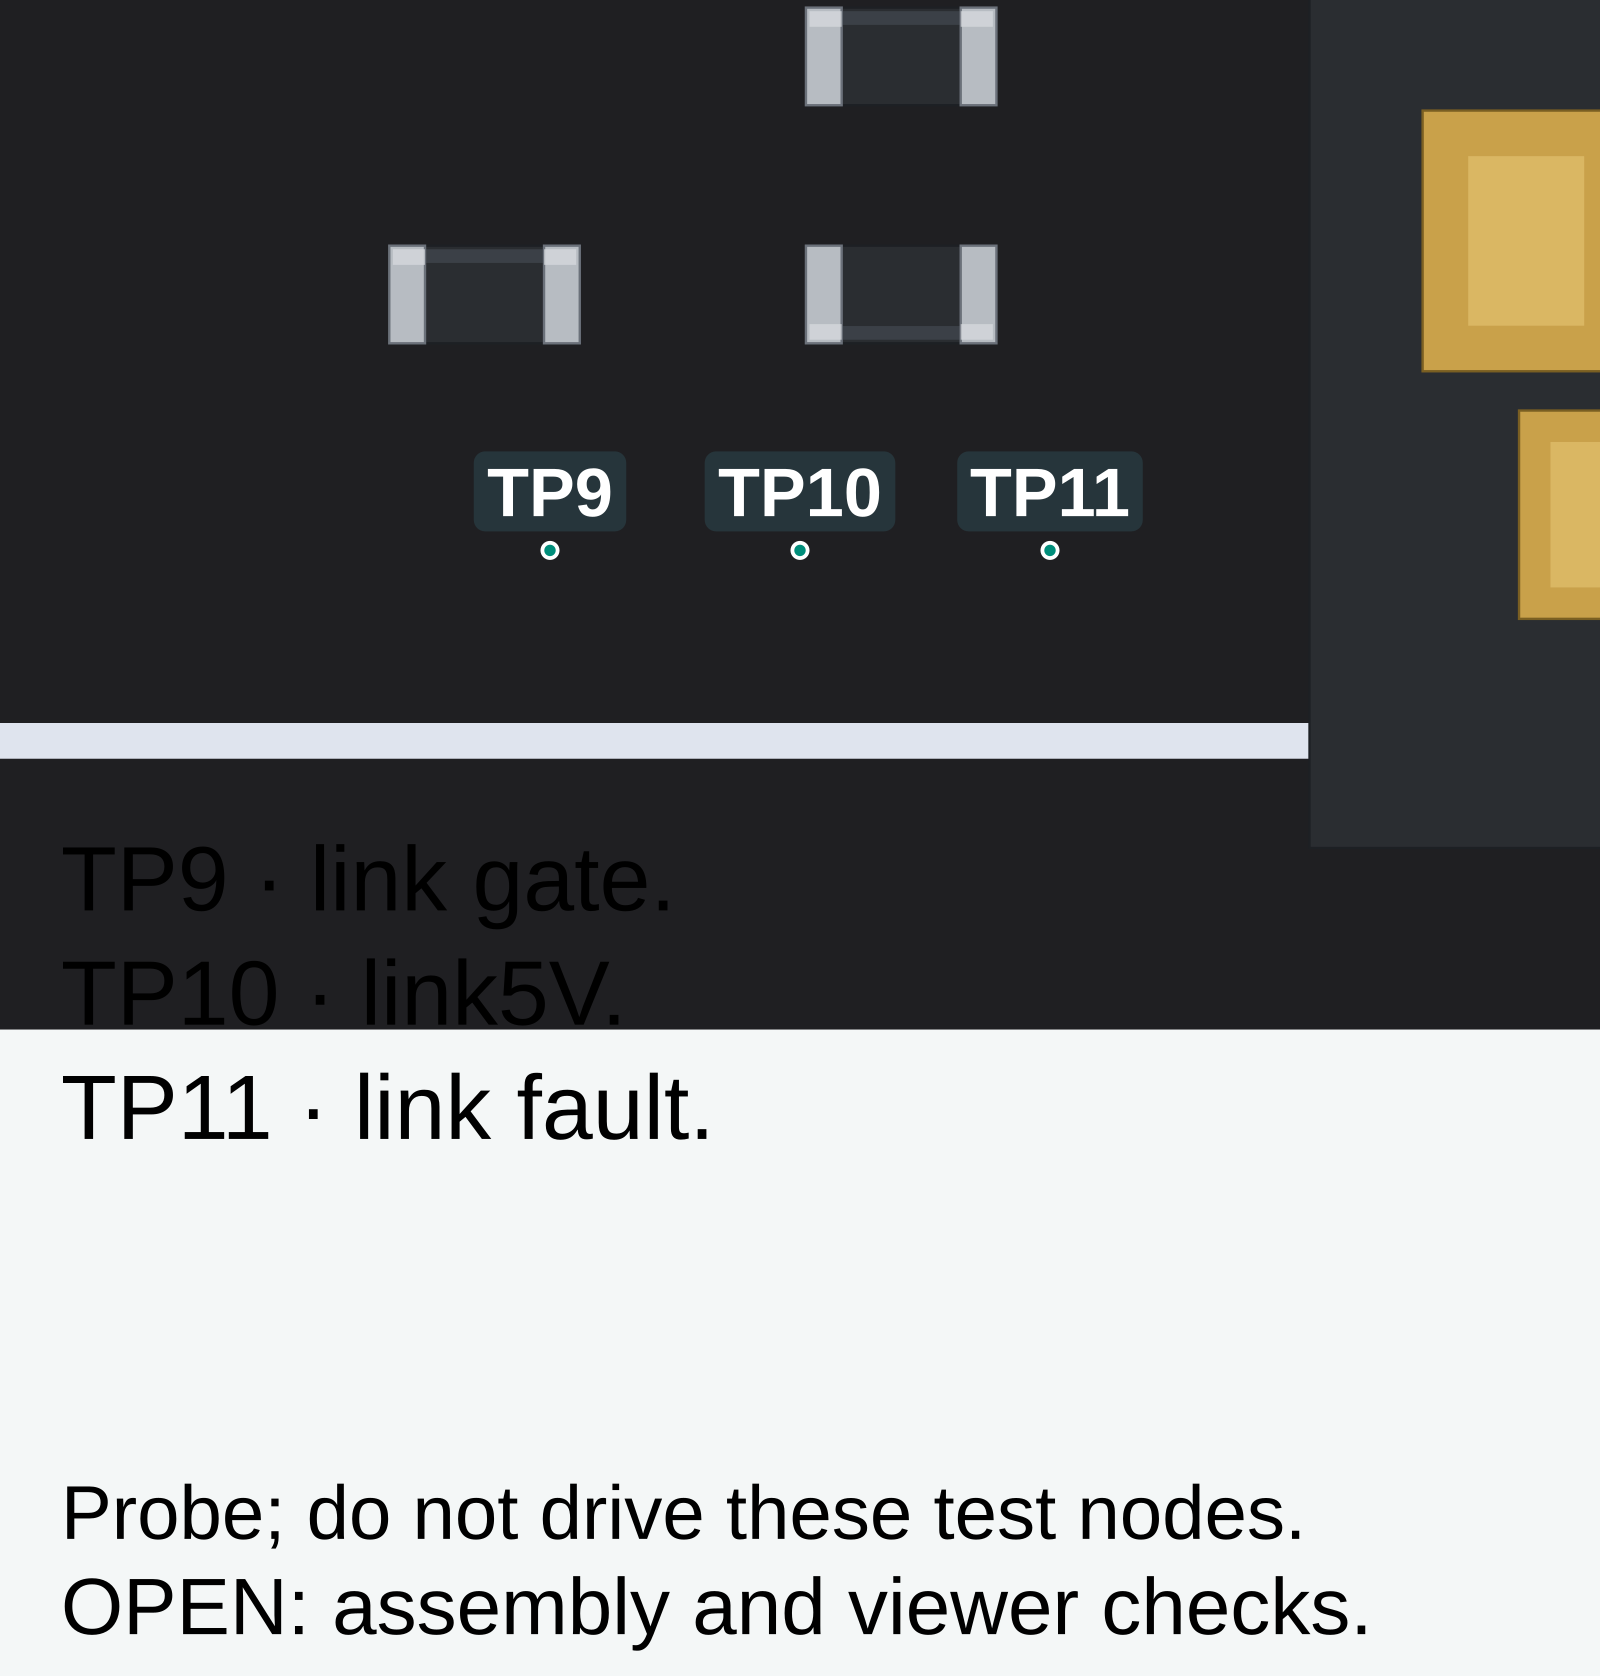 TP9 TP10 TP11
TP9 · link gate.
TP10 · link5V.
TP11 · link fault.
Probe; do not drive these test nodes.
OPEN: assembly and viewer checks.